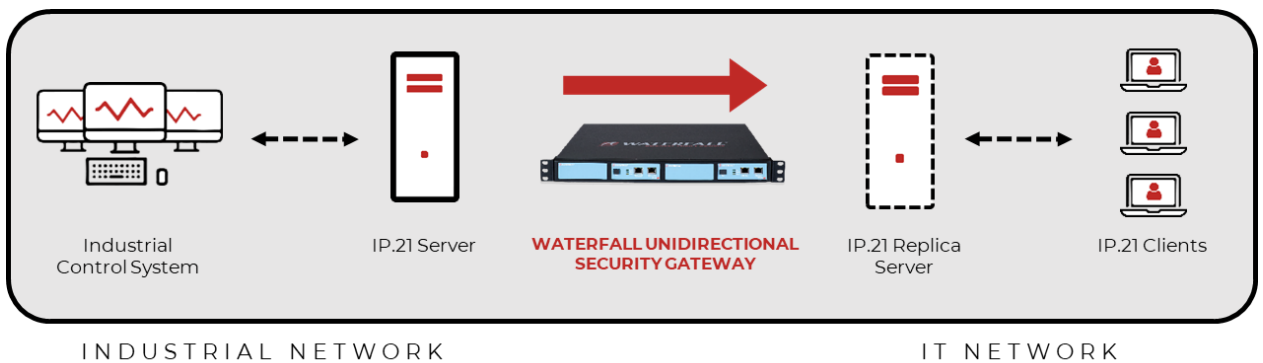 WATERFALL
Industrial
Control System
IP.21 Server
WATERFALL UNIDIRECTIONAL
SECURITY GATEWAY
IP.21 Replica
Server
IP.21 Clients
INDUSTRIAL NETWORK
IT NETWORK